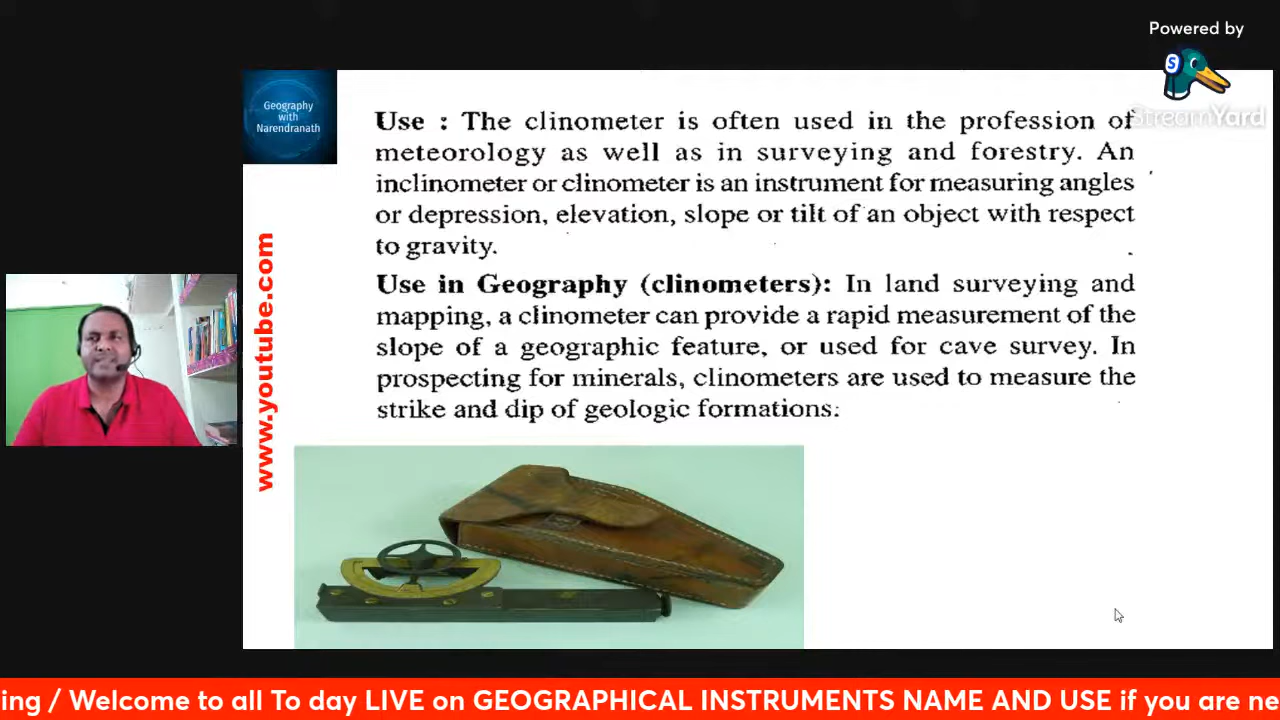 Powered by
StreamYard
Geography
with
Narendranath
Use : The clinometer is often used in the profession of
meteorology as well as in surveying and forestry. An
inclinometer or clinometer is an instrument for measuring angles
or depression, elevation, slope or tilt of an object with respect
to gravity.
Use in Geography (clinometers): In land surveying and
mapping, a clinometer can provide a rapid measurement of the
slope of a geographic feature, or used for cave survey. In
prospecting for minerals, clinometers are used to measure the
strike and dip of geologic formations:
www.youtube.com
ing / Welcome to all To day LIVE on GEOGRAPHICAL INSTRUMENTS NAME AND USE if you are ne